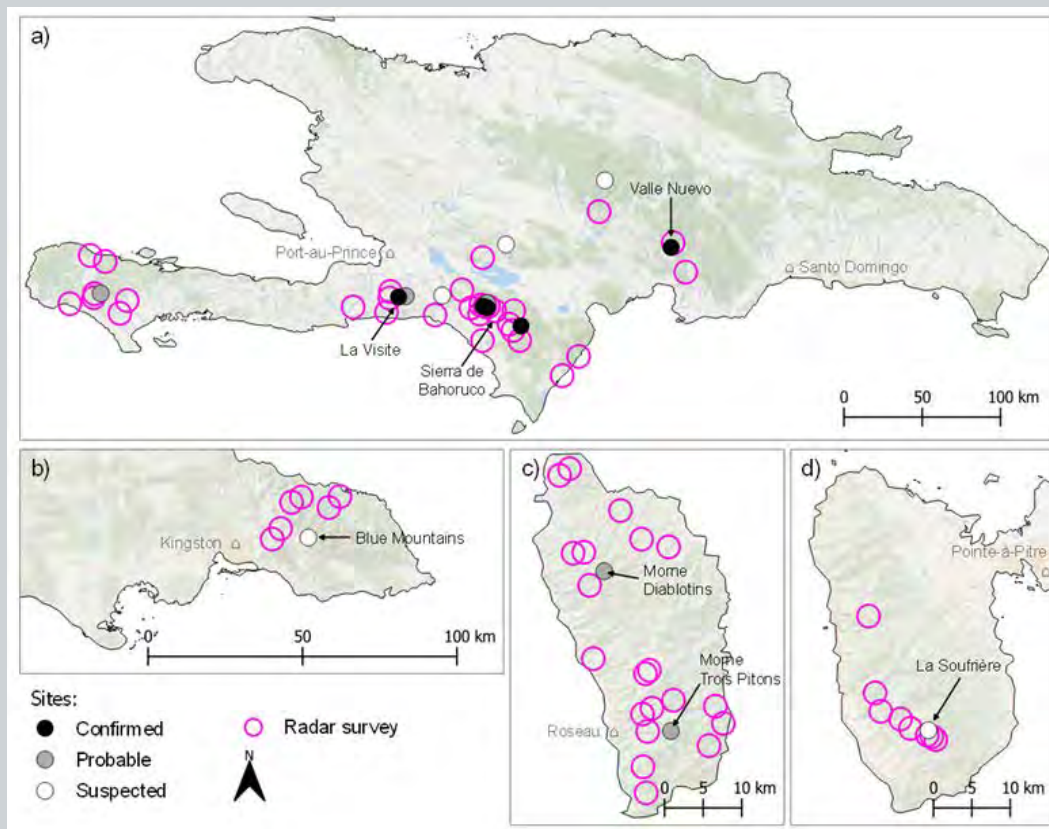 a)
Valle Nuevo
Port-au-Prince
Santo Domingo
La Visite
Sierra de
Bahoruco
0 50 100 km
b)
Kingston
Blue Mountains
0 50 100 km
c)
Morne
Diablotins
Morne
Trois Pitons
Roseau
0 5 10 km
d)
Pointe-à-Pitre
La Soufrière
0 5 10 km
Sites:
Confirmed
Probable
Suspected
Radar survey
N